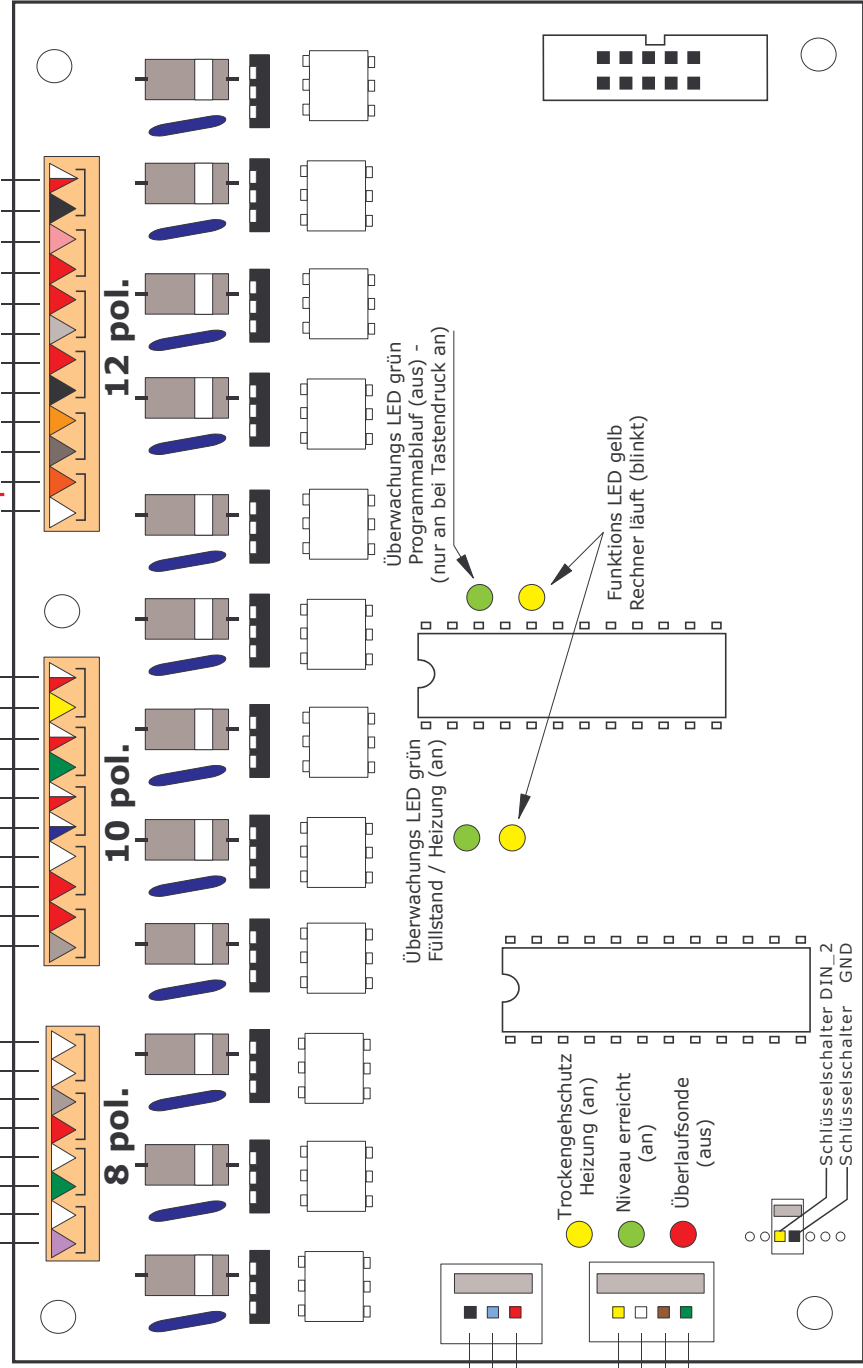 12 pol.
10 pol.
8 pol.
Überwachungs LED grün
Programmablauf (aus) -
(nur an bei Tastendruck an)
Funktions LED gelb
Rechner läuft (blinkt)
Überwachungs LED grün
Füllstand / Heizung (an)
Trockengehschutz
Heizung (an)
Niveau erreicht
(an)
Überlaufsonde
(aus)
Schlüsselschalter DIN_2
Schlüsselschalter GND